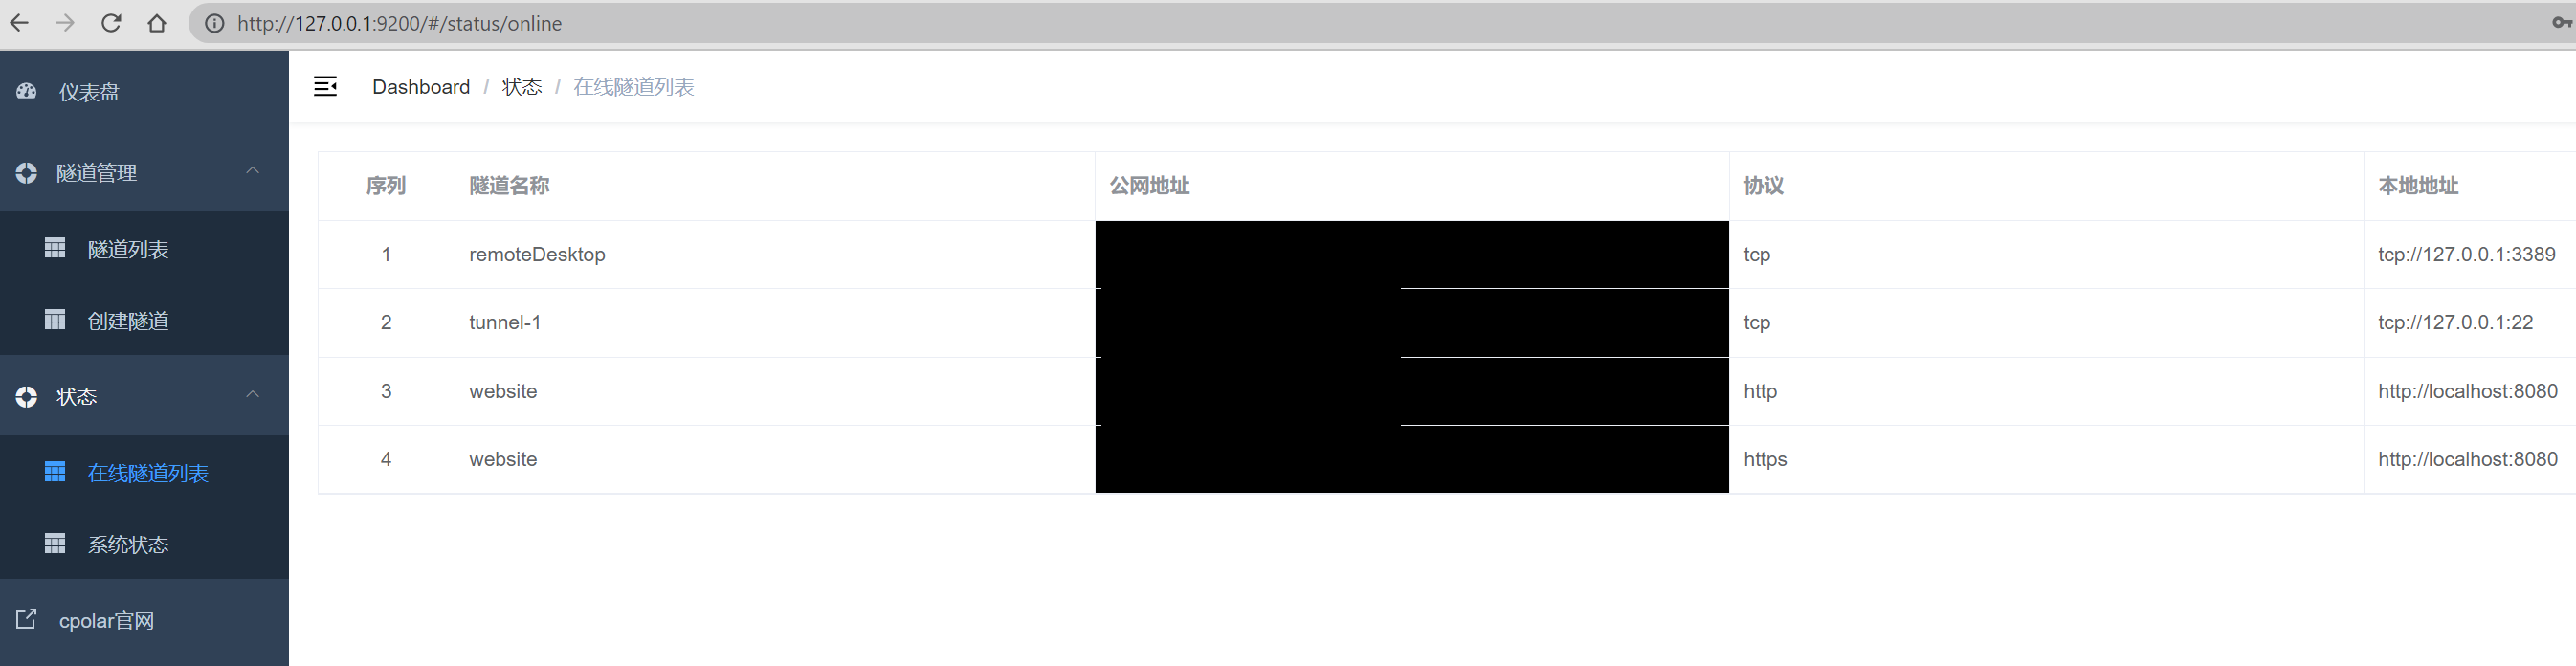 http://127.0.0.1:9200/#/status/online
仪表盘
隧道管理
隧道列表
创建隧道
状态
在线隧道列表
系统状态
cpolar官网
Dashboard / 状态 / 在线隧道列表
序列 隧道名称 公网地址 协议 本地地址
1 remoteDesktop tcp tcp://127.0.0.1:3389
2 tunnel-1 tcp tcp://127.0.0.1:22
3 website http http://localhost:8080
4 website https http://localhost:8080